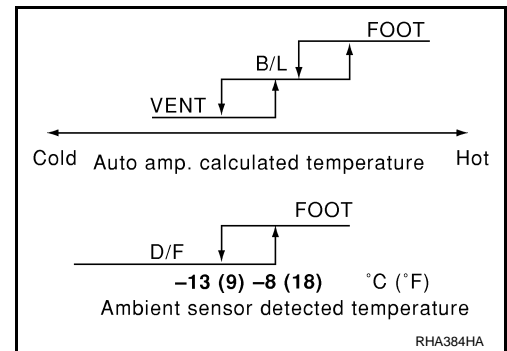 FOOT
B/L
VENT
Cold Auto amp. calculated temperature Hot
FOOT
D/F
–13 (9) –8 (18) °C (°F)
Ambient sensor detected temperature
RHA384HA